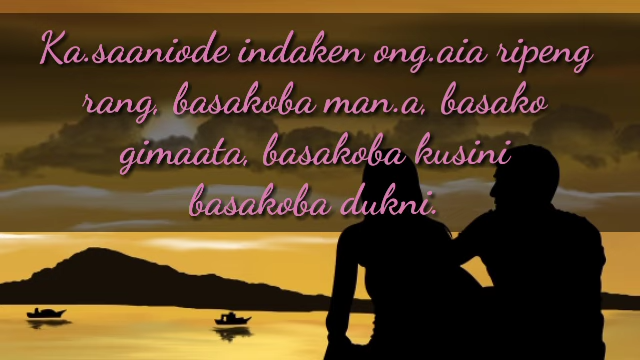 Ka.saaniode indaken ong.aia ripeng
rang, basakoba man.a, basako
gimaata, basakoba kusini
basakoba dukni.